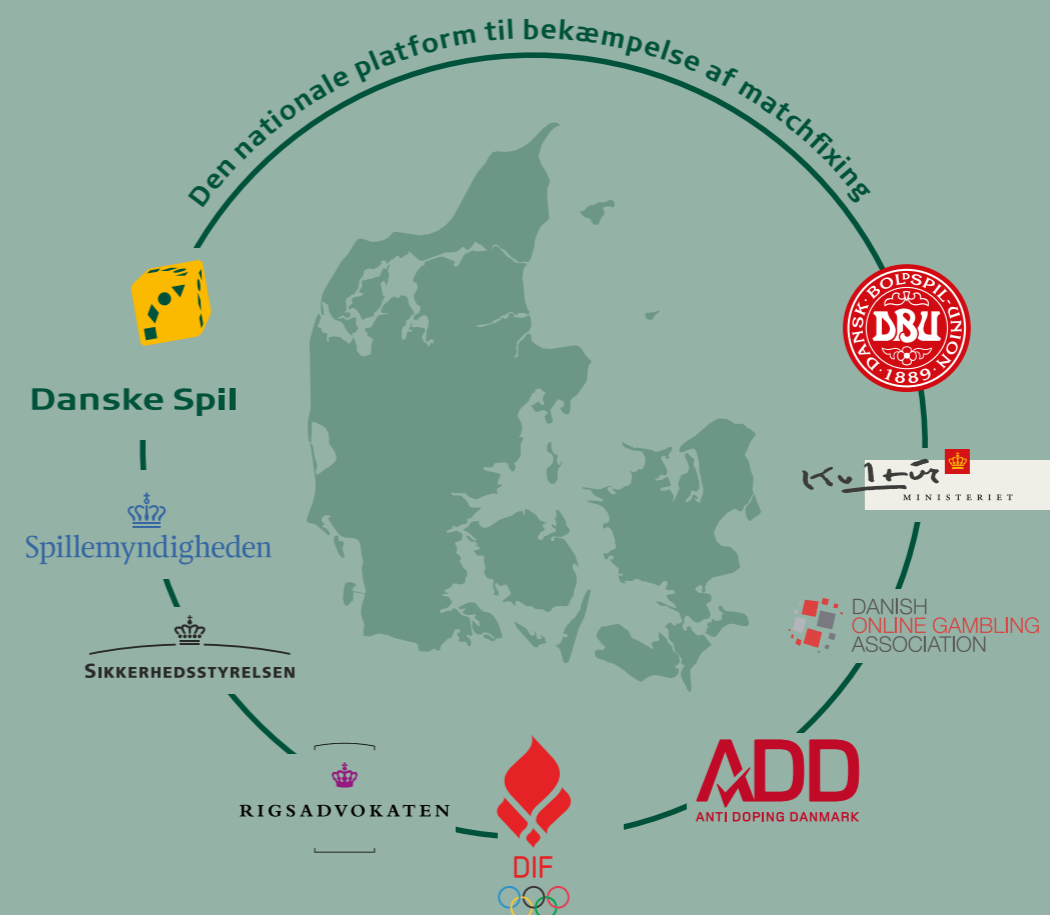 Den nationale platform til bekæmpelse af matchfixing
Danske Spil
DANSK·BOLDSPIL·UNION
DBU
·1889·
Kultur
MINISTERIET
Spillemyndigheden
DANISH
ONLINE GAMBLING
ASSOCIATION
SIKKERHEDSSTYRELSEN
ADD
ANTI DOPING DANMARK
RIGSADVOKATEN
DIF